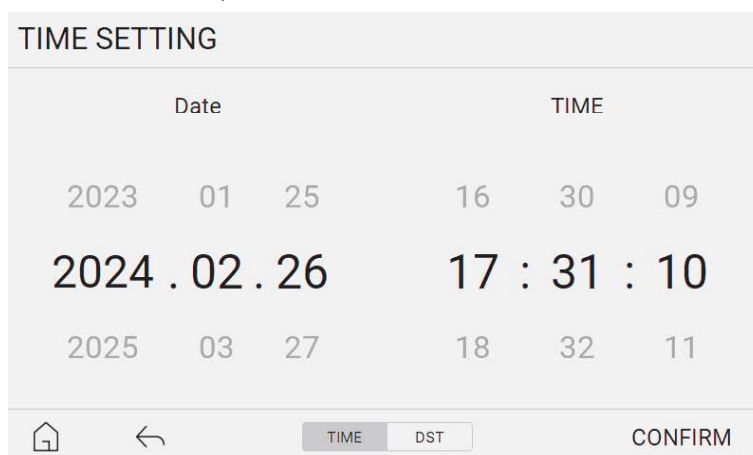 TIME SETTING
Date TIME
2023 01 25 16 30 09
2024 . 02 . 26 17 : 31 : 10
2025 03 27 18 32 11
TIME DST CONFIRM